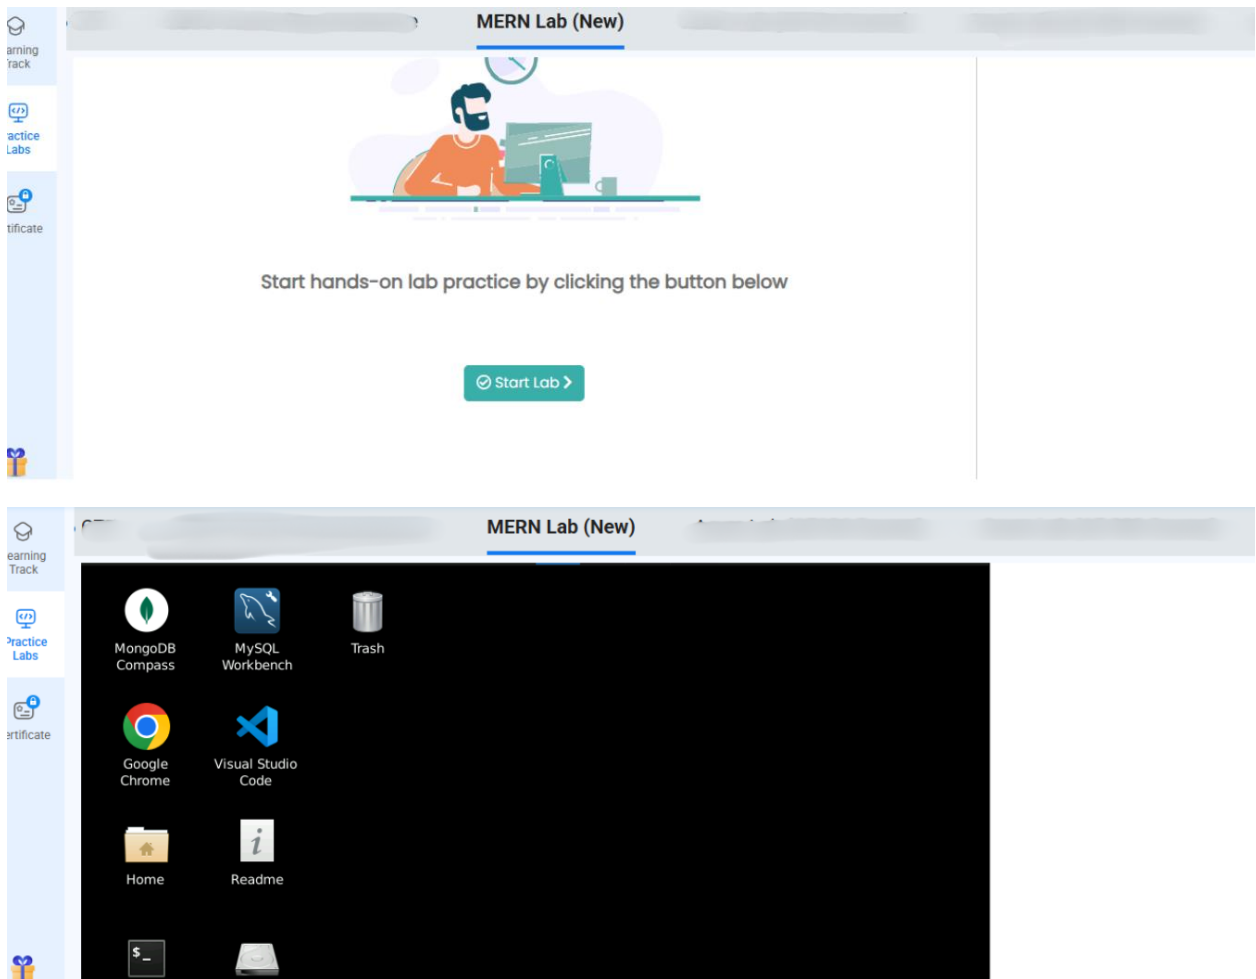 MERN Lab (New)
arning
rack
ractice
Labs
tificate
Start hands-on lab practice by clicking the button below
Start Lab
MERN Lab (New)
earning
Track
Practice
Labs
ertificate
MongoDB
Compass
MySQL
Workbench
Trash
Google
Chrome
Visual Studio
Code
Home
Readme
$_